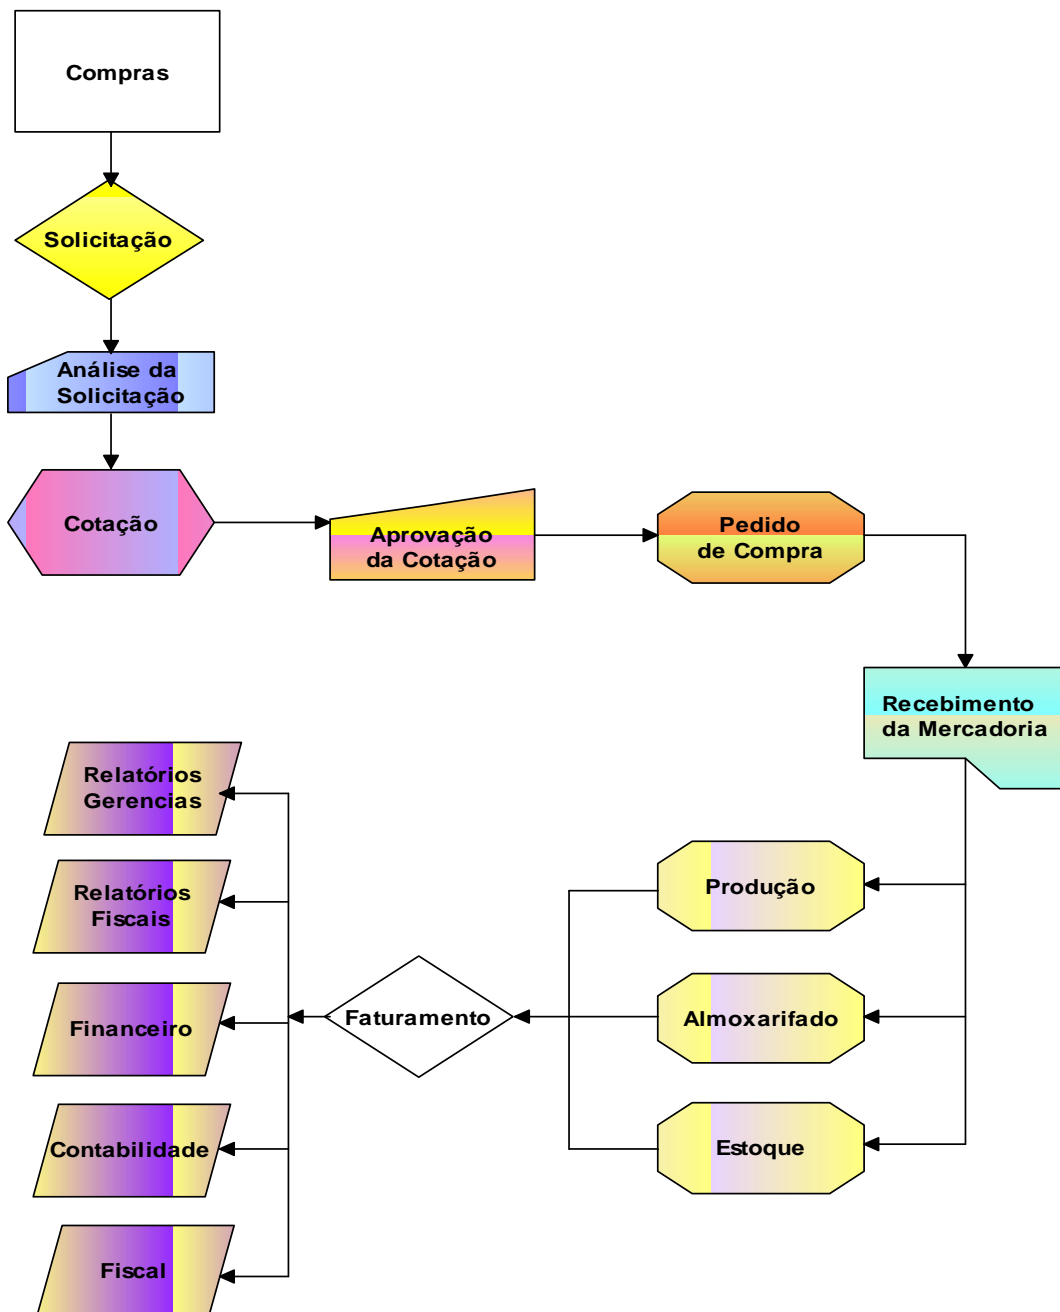 Compras
Solicitação
Análise da
Solicitação
Cotação
Aprovação
da Cotação
Pedido
de Compra
Recebimento
da Mercadoria
Relatórios
Gerencias
Relatórios
Fiscais
Financeiro
Contabilidade
Fiscal
Faturamento
Produção
Almoxarifado
Estoque